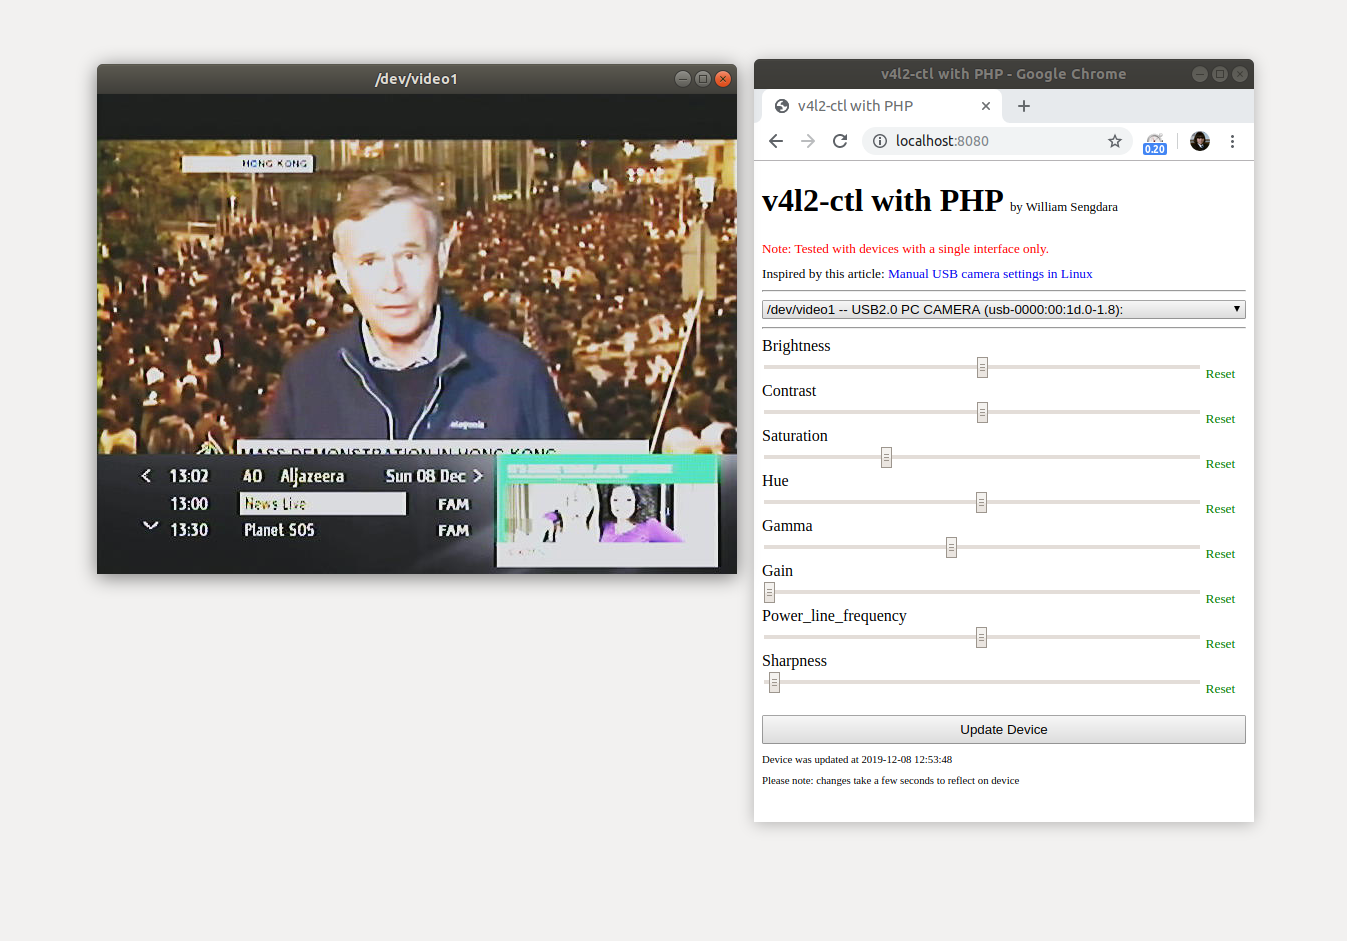 /dev/video1
HONG KONG
patagonia
MASS DEMONSTRATION IN HONG KONG
13:02 40 Aljazeera Sun 08 Dec
13:00 News Live FAM
13:30 Planet SOS FAM
v4l2-ctl with PHP - Google Chrome
v4l2-ctl with PHP
localhost:8080
0.20
v4l2-ctl with PHP by William Sengdara
Note: Tested with devices with a single interface only.
Inspired by this article: Manual USB camera settings in Linux
/dev/video1 -- USB2.0 PC CAMERA (usb-0000:00:1d.0-1.8):
Brightness
Reset
Contrast
Reset
Saturation
Reset
Hue
Reset
Gamma
Reset
Gain
Reset
Power_line_frequency
Reset
Sharpness
Reset
Update Device
Device was updated at 2019-12-08 12:53:48
Please note: changes take a few seconds to reflect on device